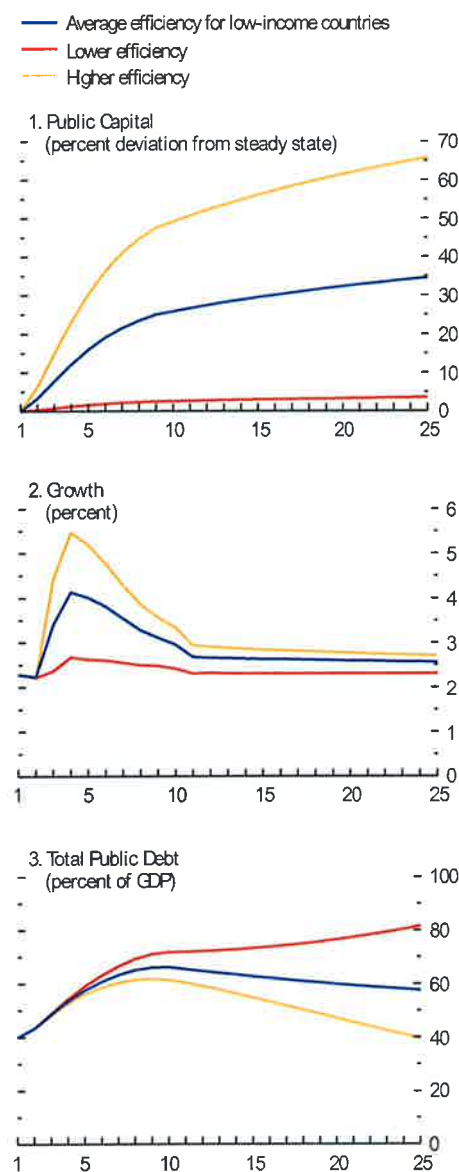 Average efficiency for low-income countries
Lower efficiency
Higher efficiency
1. Public Capital
(percent deviation from steady state)
70
60
50
40
30
20
10
0
1 5 10 15 20 25
2. Growth
(percent)
6
5
4
3
2
1
0
1 5 10 15 20 25
3. Total Public Debt
(percent of GDP)
100
80
60
40
20
0
1 5 10 15 20 25